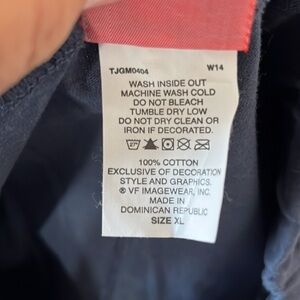 TJGM0404 W14
WASH INSIDE OUT
MACHINE WASH COLD
DO NOT BLEACH
TUMBLE DRY LOW
DO NOT DRY CLEAN OR
IRON IF DECORATED.
100% COTTON
EXCLUSIVE OF DECORATION
STYLE AND GRAPHICS.
® VF IMAGEWEAR, INC.
MADE IN
DOMINICAN REPUBLIC
SIZE XL